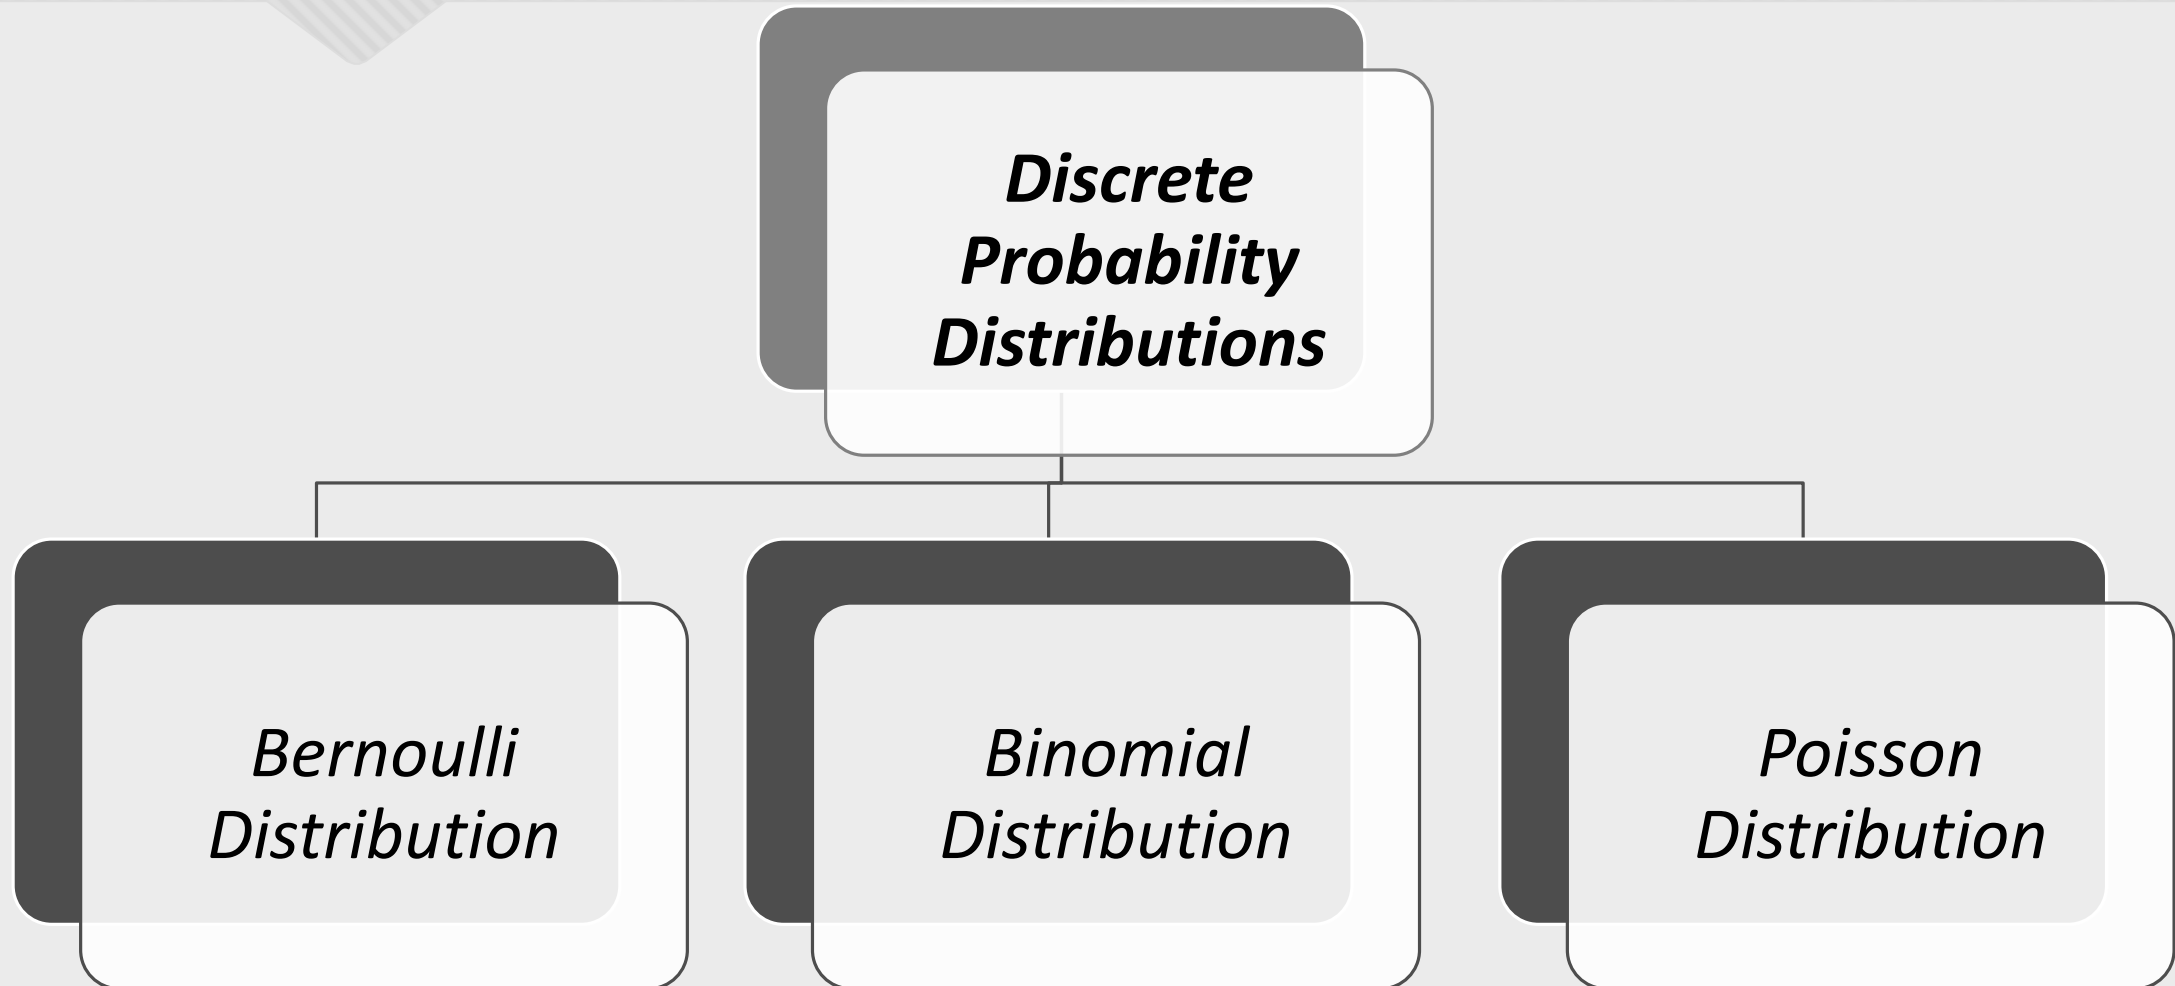 Discrete
Probability
Distributions
Bernoulli
Distribution
Binomial
Distribution
Poisson
Distribution